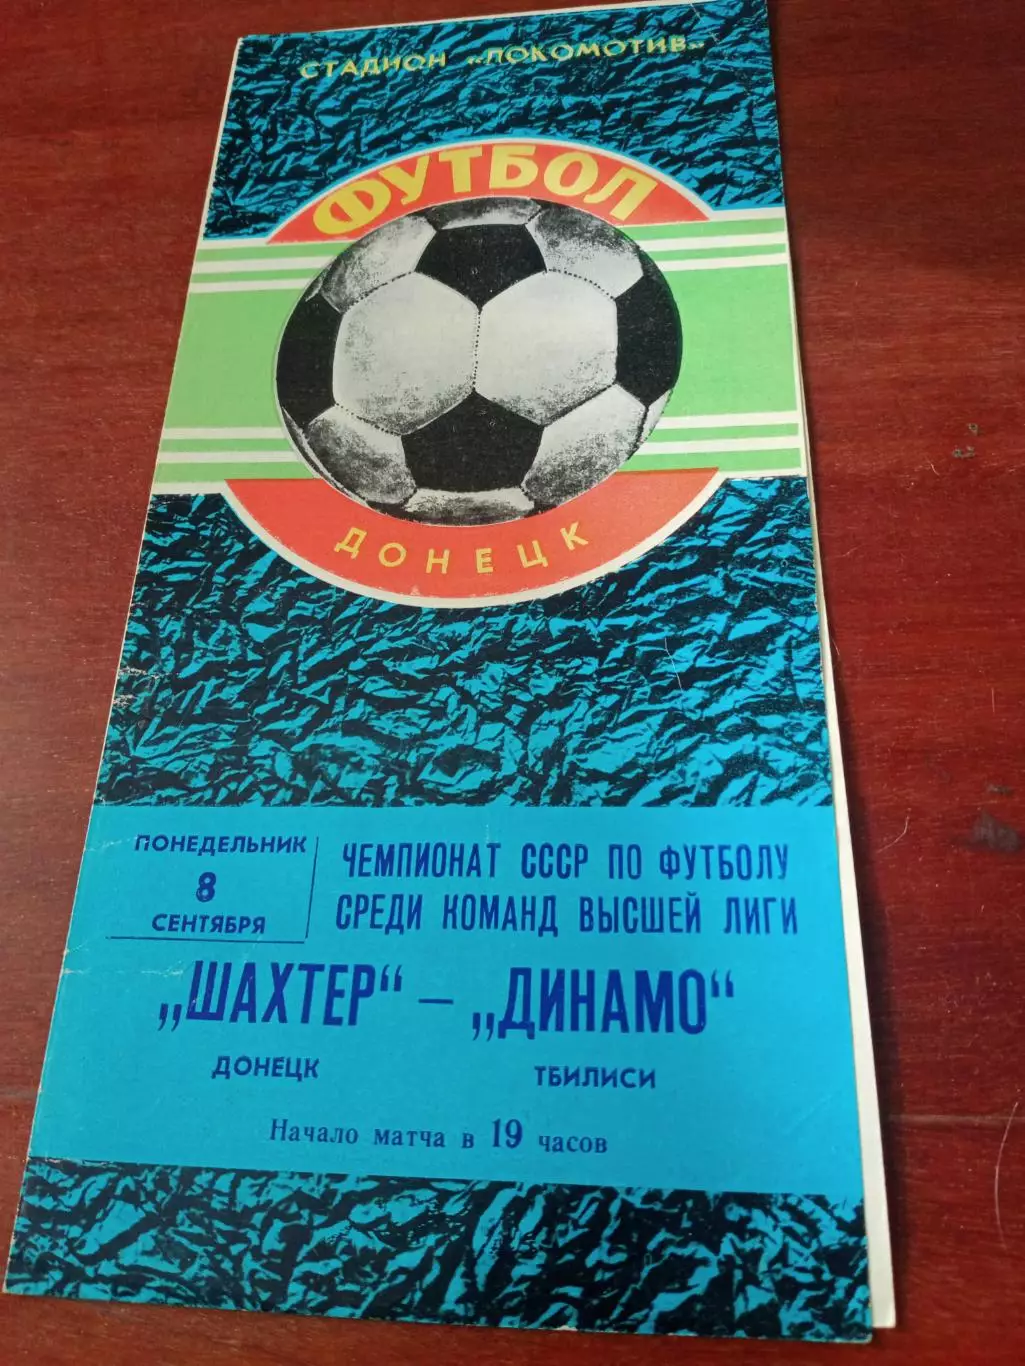 СТАДИОН «ЛОКОМОТИВ»
ФУТБОЛ
ДОНЕЦК
ПОНЕДЕЛЬНИК
8
СЕНТЯБРЯ
ЧЕМПИОНАТ СССР ПО ФУТБОЛУ
СРЕДИ КОМАНД ВЫСШЕЙ ЛИГИ
„ШАХТЕР“ – „ДИНАМО“
ДОНЕЦК ТБИЛИСИ
Начало матча в 19 часов